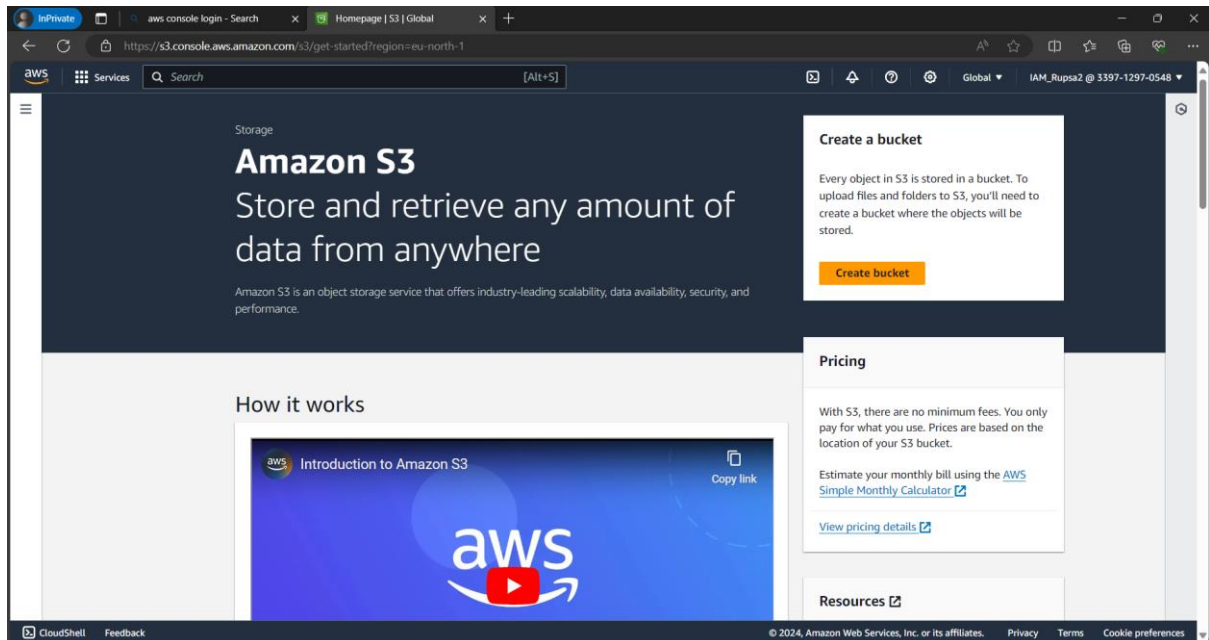 InPrivate
aws console login - Search
Homepage | S3 | Global
https://s3.console.aws.amazon.com/s3/get-started?region=eu-north-1
aws
Services
Search
[Alt+S]
Global
IAM_Rupsa2 @ 3397-1297-0548
Storage
Amazon S3
Store and retrieve any amount of
data from anywhere
Amazon S3 is an object storage service that offers industry-leading scalability, data availability, security, and
performance.
Create a bucket
Every object in S3 is stored in a bucket. To
upload files and folders to S3, you'll need to
create a bucket where the objects will be
stored.
Create bucket
Pricing
With S3, there are no minimum fees. You only
pay for what you use. Prices are based on the
location of your S3 bucket.
Estimate your monthly bill using the AWS
Simple Monthly Calculator
View pricing details
Resources
How it works
aws
Introduction to Amazon S3
Copy link
aws
CloudShell
Feedback
© 2024, Amazon Web Services, Inc. or its affiliates.
Privacy
Terms
Cookie preferences